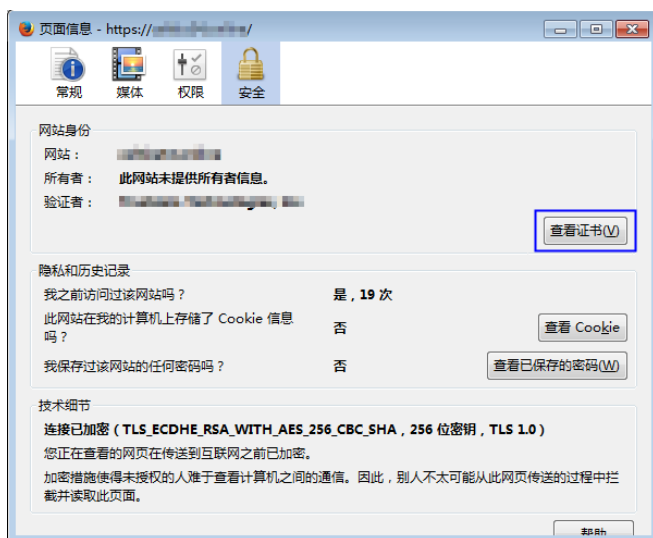 页面信息 - https:// /
常规 媒体 权限 安全
网站身份
网站：
所有者： 此网站未提供所有者信息。
验证者：
查看证书(V)
隐私和历史记录
我之前访问过该网站吗？ 是，19 次
此网站在我的计算机上存储了 Cookie 信息
吗？
否 查看 Cookie
我保存过该网站的任何密码吗？ 否 查看已保存的密码(W)
技术细节
连接已加密（TLS_ECDHE_RSA_WITH_AES_256_CBC_SHA，256 位密钥，TLS 1.0）
您正在查看的网页在传送到互联网之前已加密。
加密措施使得未授权的人难于查看计算机之间的通信。因此，别人不太可能从此网页传送的过程中拦
截并读取此页面。
帮助